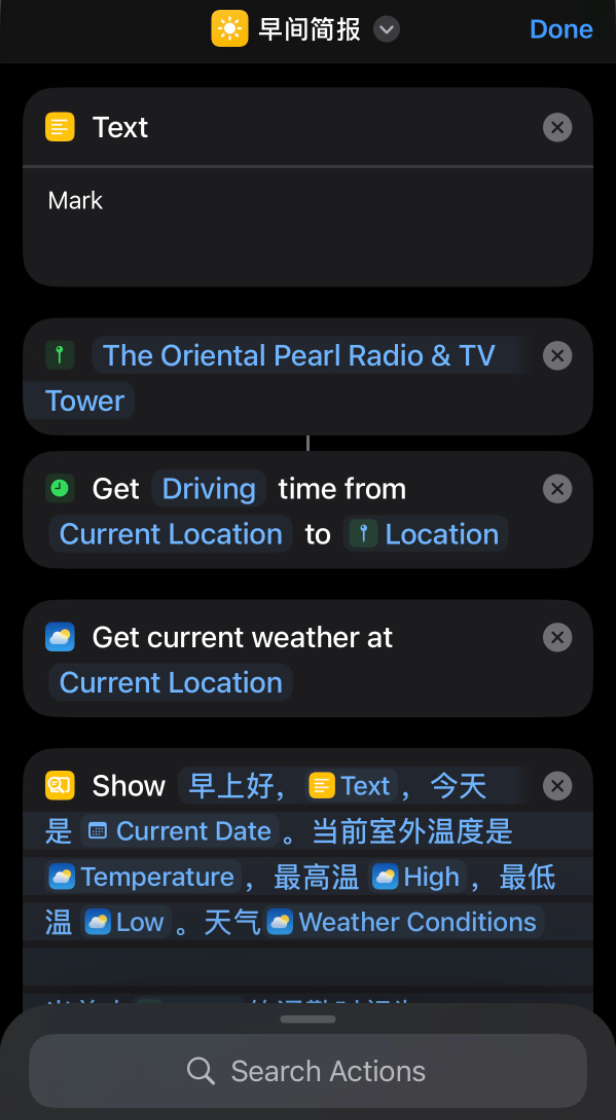 早间简报
Done
Text
Mark
The Oriental Pearl Radio & TV
Tower
Get Driving time from
Current Location to Location
Get current weather at
Current Location
Show 早上好，Text，今天
是 Current Date。当前室外温度是
Temperature，最高温 High，最低
温 Low。天气 Weather Conditions
Search Actions